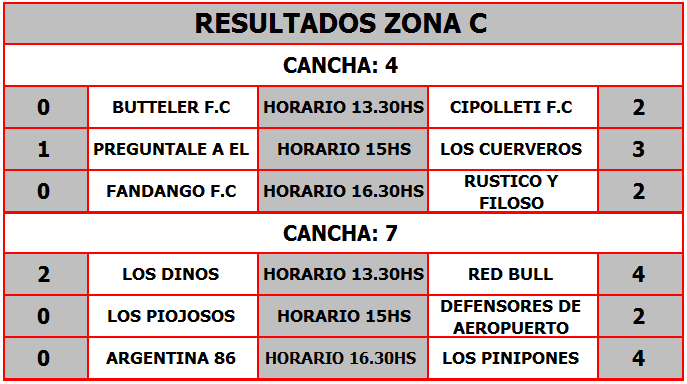 RESULTADOS ZONA C
CANCHA: 4
0 BUTTELER F.C HORARIO 13.30HS CIPOLLETI F.C 2
1 PREGUNTALE A EL HORARIO 15HS LOS CUERVEROS 3
0 FANDANGO F.C HORARIO 16.30HS RUSTICO Y FILOSO 2
CANCHA: 7
2 LOS DINOS HORARIO 13.30HS RED BULL 4
0 LOS PIOJOSOS HORARIO 15HS DEFENSORES DE AEROPUERTO 2
0 ARGENTINA 86 HORARIO 16.30HS LOS PINIPONES 4